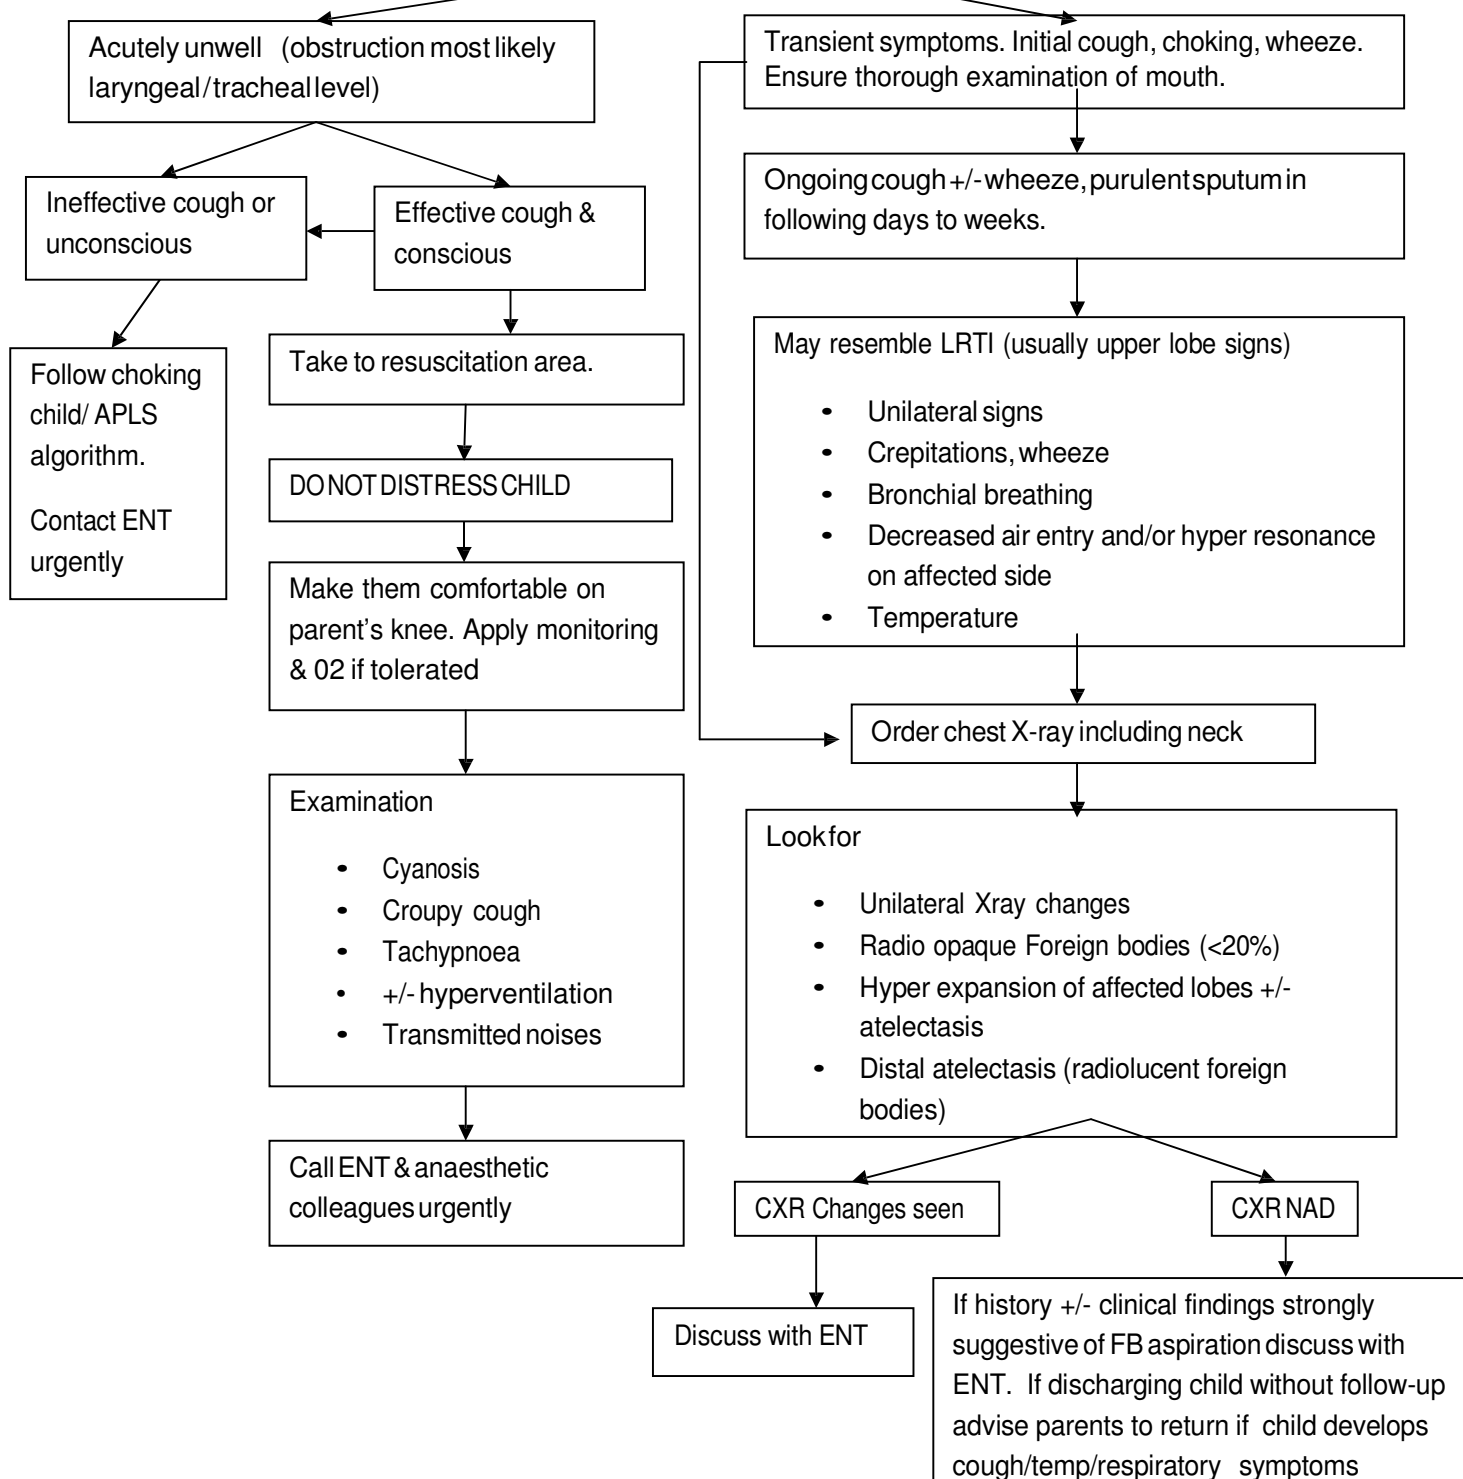 Acutely unwell (obstruction most likely
laryngeal/tracheal level)
Ineffective cough or
unconscious
Effective cough &
conscious
Follow choking
child/ APLS
algorithm.
Contact ENT
urgently
Take to resuscitation area.
DO NOT DISTRESS CHILD
Make them comfortable on
parent's knee. Apply monitoring
& 02 if tolerated
Examination
• Cyanosis
• Croupy cough
• Tachypnoea
• +/- hyperventilation
• Transmitted noises
Call ENT & anaesthetic
colleagues urgently
Transient symptoms. Initial cough, choking, wheeze.
Ensure thorough examination of mouth.
Ongoing cough +/- wheeze, purulent sputum in
following days to weeks.
May resemble LRTI (usually upper lobe signs)
• Unilateral signs
• Crepitations, wheeze
• Bronchial breathing
• Decreased air entry and/or hyper resonance
on affected side
• Temperature
Order chest X-ray including neck
Look for
• Unilateral Xray changes
• Radio opaque Foreign bodies (<20%)
• Hyper expansion of affected lobes +/-
atelectasis
• Distal atelectasis (radiolucent foreign
bodies)
CXR Changes seen
CXR NAD
Discuss with ENT
If history +/- clinical findings strongly
suggestive of FB aspiration discuss with
ENT. If discharging child without follow-up
advise parents to return if child develops
cough/temp/respiratory symptoms